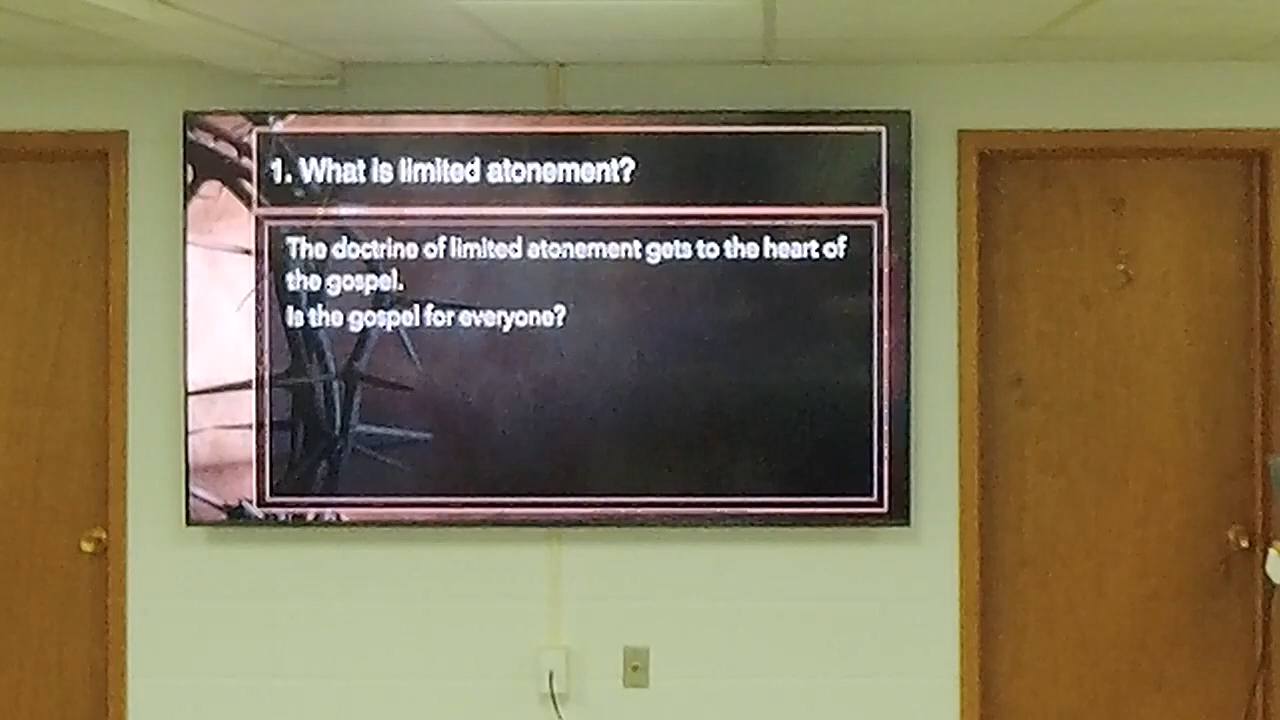 1. What is limited atonement?
The doctrine of limited atonement gets to the heart of
the gospel.
Is the gospel for everyone?